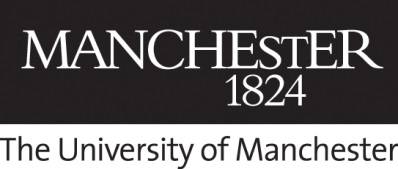 MANCHEsTER
1824
The University of Manchester